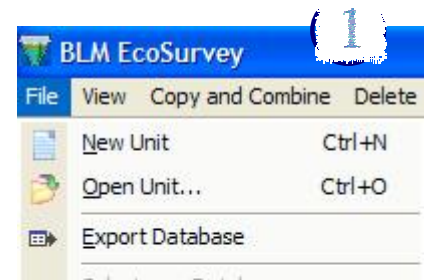 1
BLM EcoSurvey
File View Copy and Combine Delete
New Unit Ctrl+N
Open Unit... Ctrl+O
Export Database